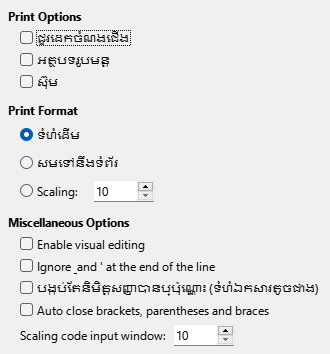 Print Options
ជួរដេកចំណងជើង
អត្ថបទរូបមន្ត
ស៊ុម
Print Format
ទំហំដើម
សមទៅនឹងទំព័រ
Scaling: 10
Miscellaneous Options
Enable visual editing
Ignore ~ and ' at the end of the line
បង្កប់តែនិមិត្តសញ្ញាបានប្រើប៉ុណ្ណោះ (ទំហំឯកសារតូចជាង)
Auto close brackets, parentheses and braces
Scaling code input window: 10